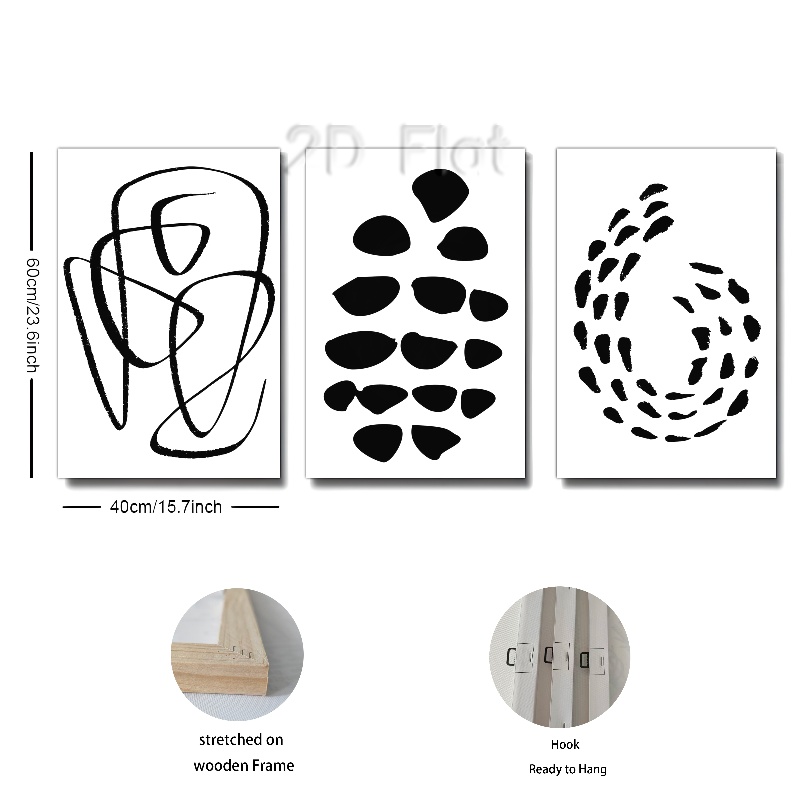 2D Flat
60cm/23.6inch
40cm/15.7inch
stretched on
wooden Frame
Hook
Ready to Hang